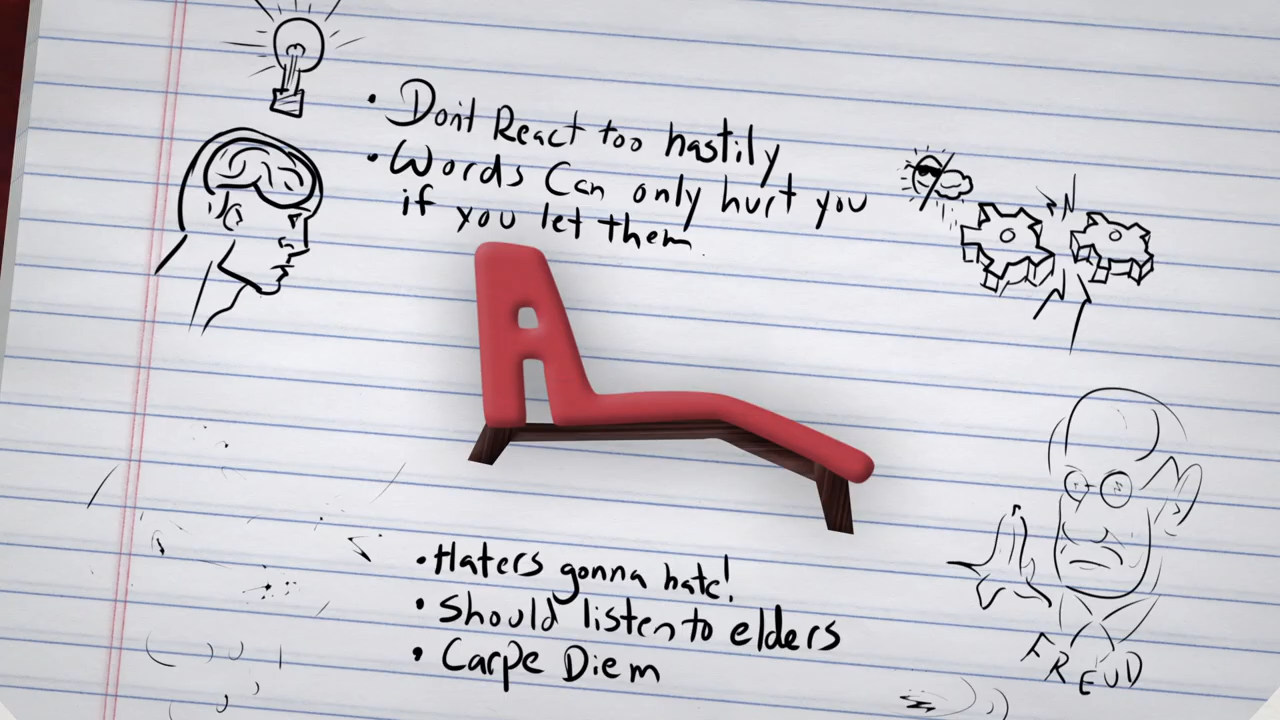 • Don't React too hastily
• Words Can only hurt you
if you let them
A
• Haters gonna hate!
• Should listen to elders
• Carpe Diem
FREUD